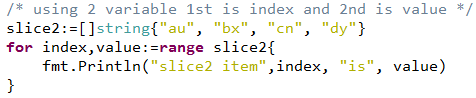 /* using 2 variable 1st is index and 2nd is value */
slice2:=[]string{"au", "bx", "cn", "dy"}
for index,value:=range slice2{
    fmt.Println("slice2 item",index, "is", value)
}